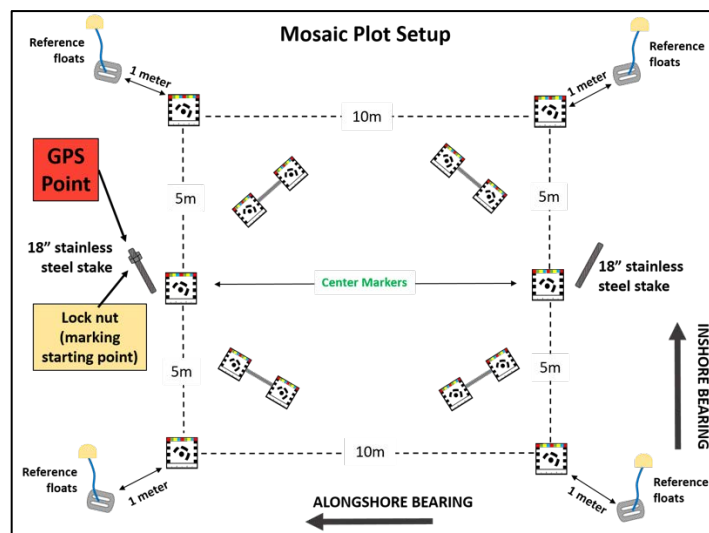 Mosaic Plot Setup
Reference
floats
1 meter
10m
1 meter
Reference
floats
GPS
Point
5m
5m
18” stainless
steel stake
Center Markers
18” stainless
steel stake
Lock nut
(marking
starting point)
5m
5m
INSHORE BEARING
10m
Reference
floats
1 meter
ALONGSHORE BEARING
1 meter
Reference
floats